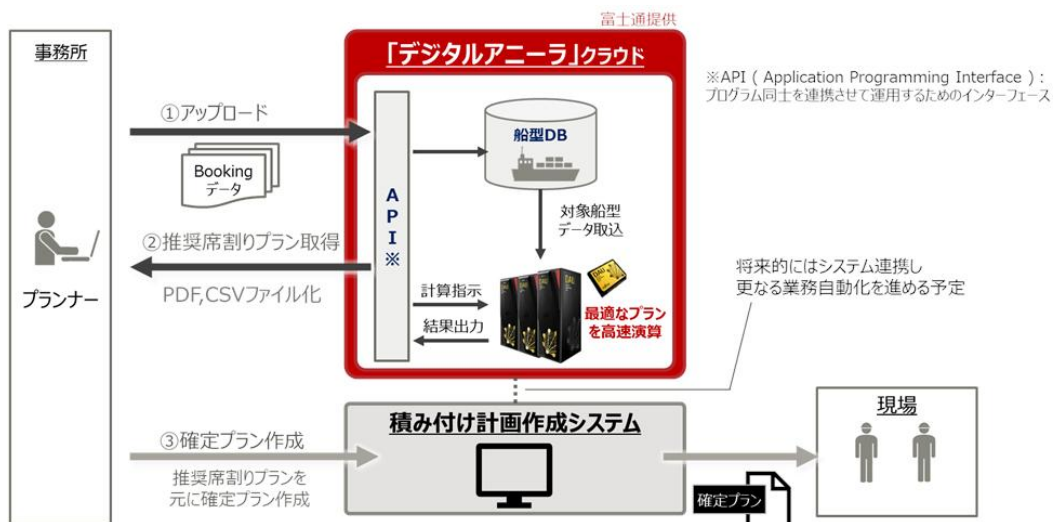 富士通提供
事務所
「デジタルアニーラ」クラウド
※API ( Application Programming Interface ) :
プログラム同士を連携させて運用するためのインターフェース
①アップロード
船型DB
Booking
データ
API※
対象船型
データ取込
②推奨席割りプラン取得
プランナー
PDF,CSVファイル化
計算指示
結果出力
最適なプラン
を高速演算
将来的にはシステム連携し
更なる業務自動化を進める予定
積み付け計画作成システム
現場
③確定プラン作成
推奨席割りプランを
元に確定プラン作成
確定プラン